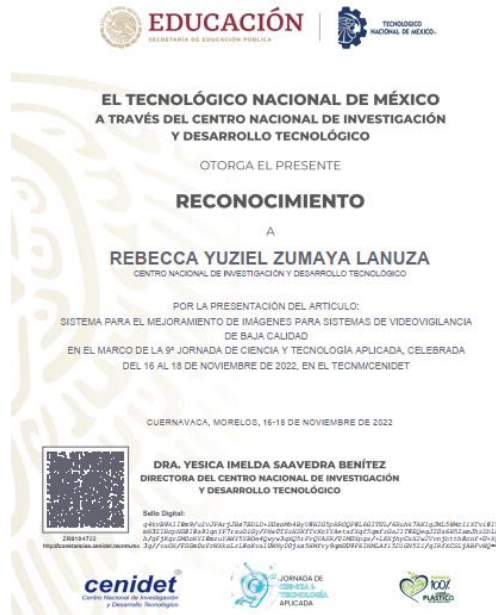 EDUCACIÓN
SECRETARÍA DE EDUCACIÓN PÚBLICA
TECNOLÓGICO
NACIONAL DE MÉXICO
EL TECNOLÓGICO NACIONAL DE MÉXICO
A TRAVÉS DEL CENTRO NACIONAL DE INVESTIGACIÓN
Y DESARROLLO TECNOLÓGICO
OTORGA EL PRESENTE
RECONOCIMIENTO
A
REBECCA YUZIEL ZUMAYA LANUZA
CENTRO NACIONAL DE INVESTIGACIÓN Y DESARROLLO TECNOLÓGICO
POR LA PRESENTACIÓN DEL ARTICULO:
SISTEMA PARA EL MEJORAMIENTO DE IMÁGENES PARA SISTEMAS DE VIDEOVIGILANCIA
DE BAJA CALIDAD
EN EL MARCO DE LA 9ª JORNADA DE CIENCIA Y TECNOLOGÍA APLICADA, CELEBRADA
DEL 16 AL 18 DE NOVIEMBRE DE 2022, EN EL TECNM/CENIDET
CUERNAVACA, MORELOS, 16-18 DE NOVIEMBRE DE 2022
DRA. YESICA IMELDA SAAVEDRA BENÍTEZ
DIRECTORA DEL CENTRO NACIONAL DE INVESTIGACIÓN
Y DESARROLLO TECNOLÓGICO
Sello Digital:
cenidet
Centro Nacional de Investigación
y Desarrollo Tecnológico
JORNADA DE
CIENCIA &
TECNOLOGÍA
APLICADA
100%
PLÁSTICO